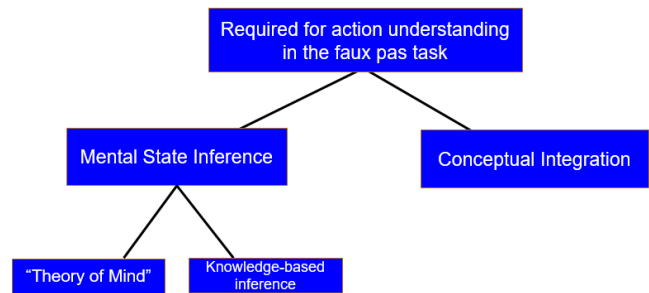 Required for action understanding
in the faux pas task
Mental State Inference
Conceptual Integration
“Theory of Mind”
Knowledge-based
inference